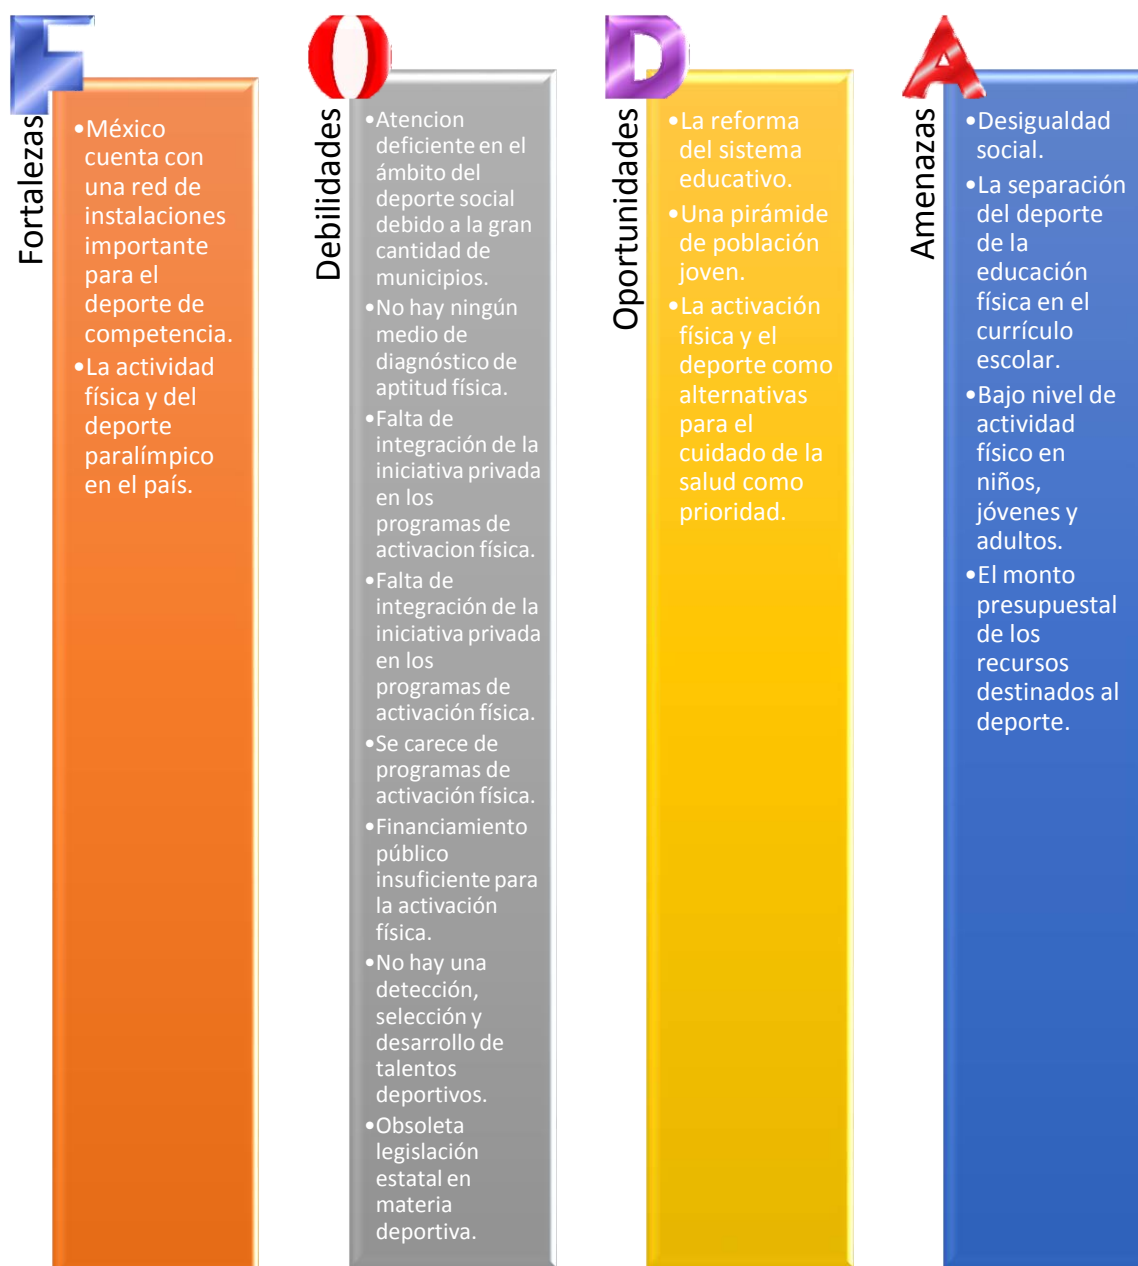 F
Fortalezas
•México
cuenta con
una red de
instalaciones
importante
para el
deporte de
competencia.
•La actividad
física y del
deporte
paralímpico
en el país.
O
Debilidades
•Atencion
deficiente en el
ámbito del
deporte social
debido a la gran
cantidad de
municipios.
•No hay ningún
medio de
diagnóstico de
aptitud física.
•Falta de
integración de la
iniciativa privada
en los
programas de
activacion física.
•Falta de
integración de la
iniciativa privada
en los
programas de
activación física.
•Se carece de
programas de
activación física.
•Financiamiento
público
insuficiente para
la activación
física.
•No hay una
detección,
selección y
desarrollo de
talentos
deportivos.
•Obsoleta
legislación
estatal en
materia
deportiva.
D
Oportunidades
•La reforma
del sistema
educativo.
•Una pirámide
de población
joven.
•La activación
física y el
deporte como
alternativas
para el
cuidado de la
salud como
prioridad.
A
Amenazas
•Desigualdad
social.
•La separación
del deporte
de la
educación
física en el
currículo
escolar.
•Bajo nivel de
actividad
físico en
niños,
jóvenes y
adultos.
•El monto
presupuestal
de los
recursos
destinados al
deporte.